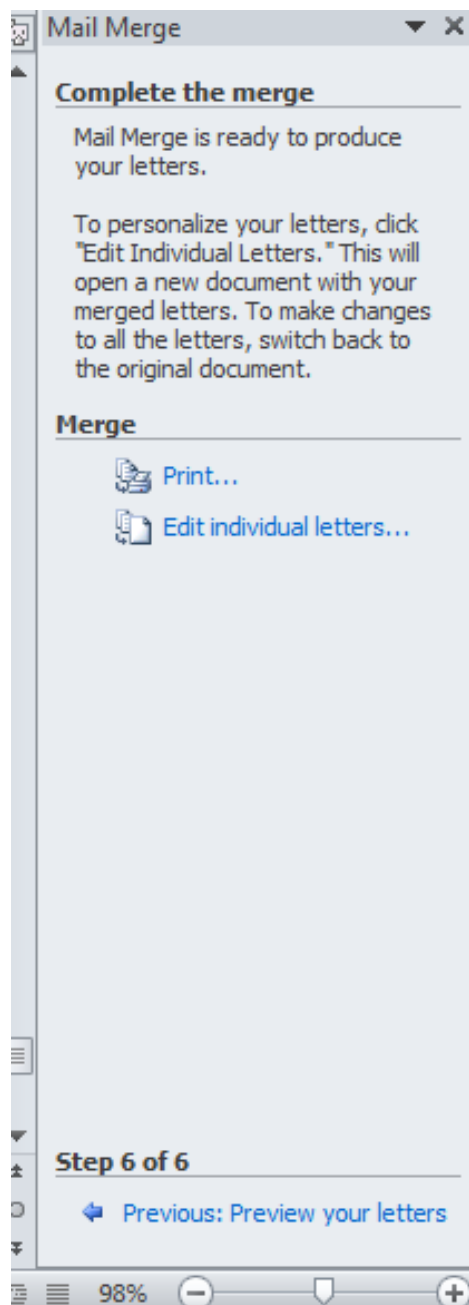 Mail Merge
Complete the merge
Mail Merge is ready to produce
your letters.
To personalize your letters, click
"Edit Individual Letters." This will
open a new document with your
merged letters. To make changes
to all the letters, switch back to
the original document.
Merge
Print...
Edit individual letters...
Step 6 of 6
Previous: Preview your letters
98%